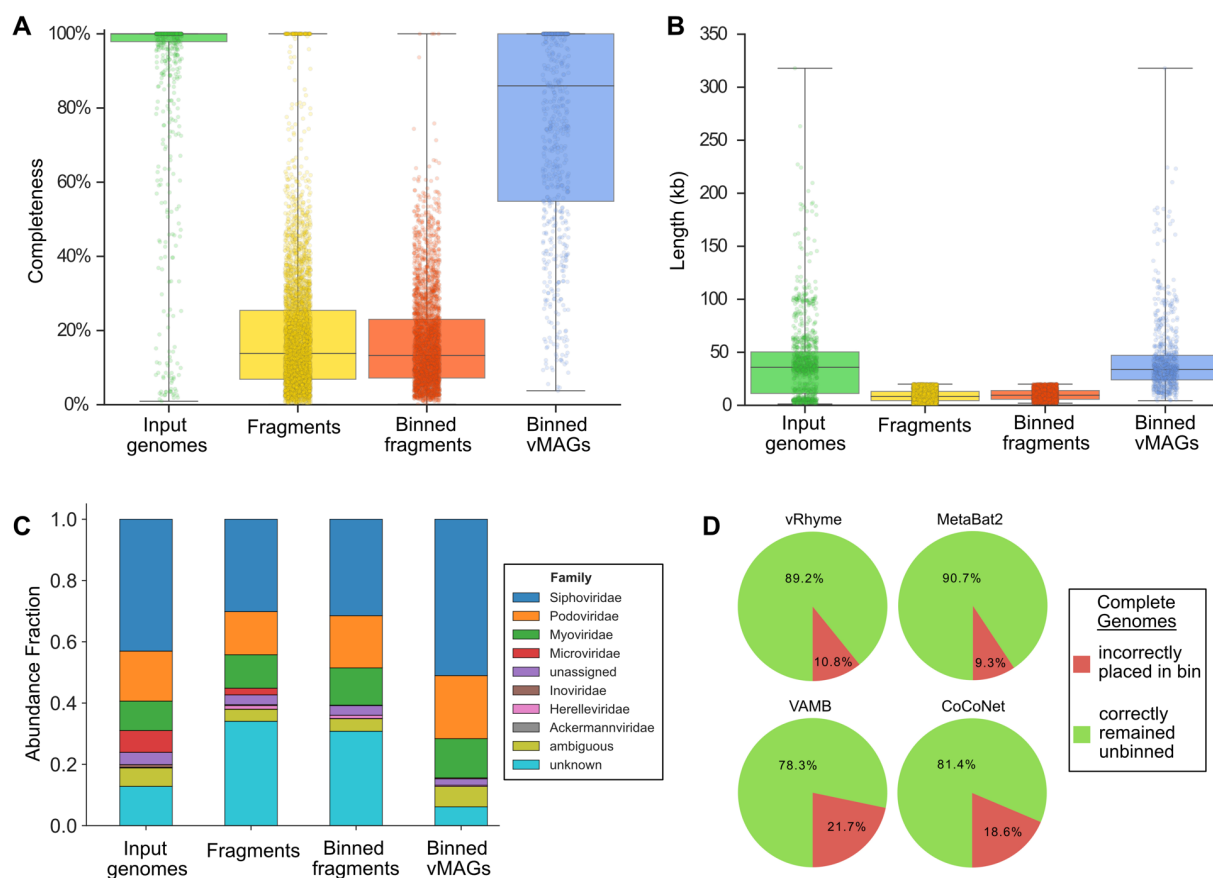 A
Completeness
100%
80%
60%
40%
20%
0%
Input
genomes
Fragments
Binned
fragments
Binned
vMAGs
B
Length (kb)
350
300
250
200
150
100
50
0
Input
genomes
Fragments
Binned
fragments
Binned
vMAGs
C
Abundance Fraction
1.0
0.8
0.6
0.4
0.2
0.0
Input
genomes
Fragments
Binned
fragments
Binned
vMAGs
Family
Siphoviridae
Podoviridae
Myoviridae
Microviridae
unassigned
Inoviridae
Herelleviridae
Ackermannviridae
ambiguous
unknown
D
vRhyme
89.2%
10.8%
MetaBat2
90.7%
9.3%
VAMB
78.3%
21.7%
CoCoNet
81.4%
18.6%
Complete
Genomes
incorrectly
placed in bin
correctly
remained
unbinned